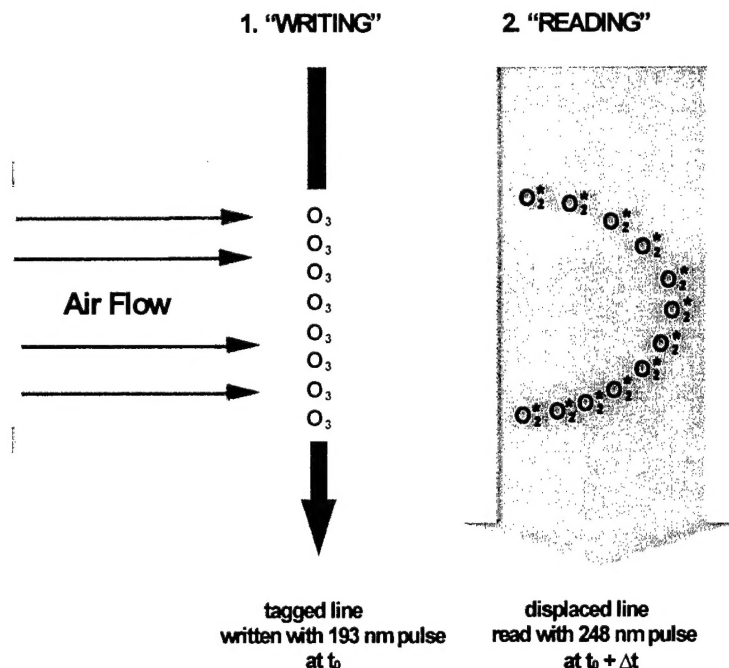 1. “WRITING”
O₃
O₃
O₃
O₃
O₃
O₃
O₃
O₃
Air Flow
tagged line
written with 193 nm pulse
at t₀
2. “READING”
O₂*
O₂*
O₂*
O₂*
O₂*
O₂*
O₂*
O₂*
O₂*
O₂*
O₂*
O₂*
displaced line
read with 248 nm pulse
at t₀ + Δt